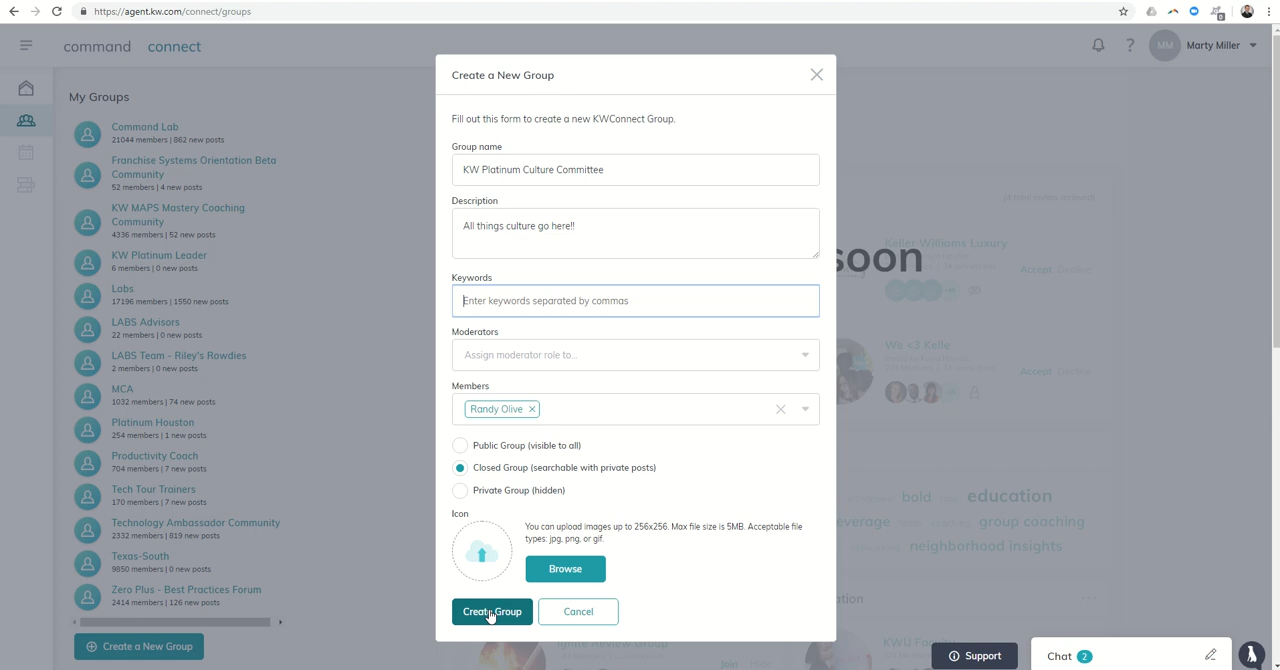 https://agent.kw.com/connect/groups
command connect
MM Marty Miller
My Groups
Command Lab
21044 members | 862 new posts
Franchise Systems Orientation Beta
Community
52 members | 4 new posts
KW MAPS Mastery Coaching
Community
4336 members | 52 new posts
KW Platinum Leader
6 members | 0 new posts
Labs
17196 members | 1550 new posts
LABS Advisors
22 members | 0 new posts
LABS Team - Riley's Rowdies
2 members | 0 new posts
MCA
1032 members | 74 new posts
Platinum Houston
254 members | 1 new posts
Productivity Coach
704 members | 7 new posts
Tech Tour Trainers
170 members | 7 new posts
Technology Ambassador Community
2332 members | 819 new posts
Texas-South
9850 members | 0 new posts
Zero Plus - Best Practices Forum
2414 members | 126 new posts
Create a New Group
Create a New Group
Fill out this form to create a new KWConnect Group.
Group name
KW Platinum Culture Committee
Description
All things culture go here!!
Keywords
Enter keywords separated by commas
Moderators
Assign moderator role to...
Members
Randy Olive
Public Group (visible to all)
Closed Group (searchable with private posts)
Private Group (hidden)
Icon
You can upload images up to 256x256. Max file size is 5MB. Acceptable file
types: jpg, png, or gif.
Browse
Create Group
Cancel
soon
Keller Williams Luxury
Accept Decline
We <3 Kelle
Accept Decline
bold education
group coaching
neighborhood insights
Ignite Review Group
Join Hide
Support
Chat 2